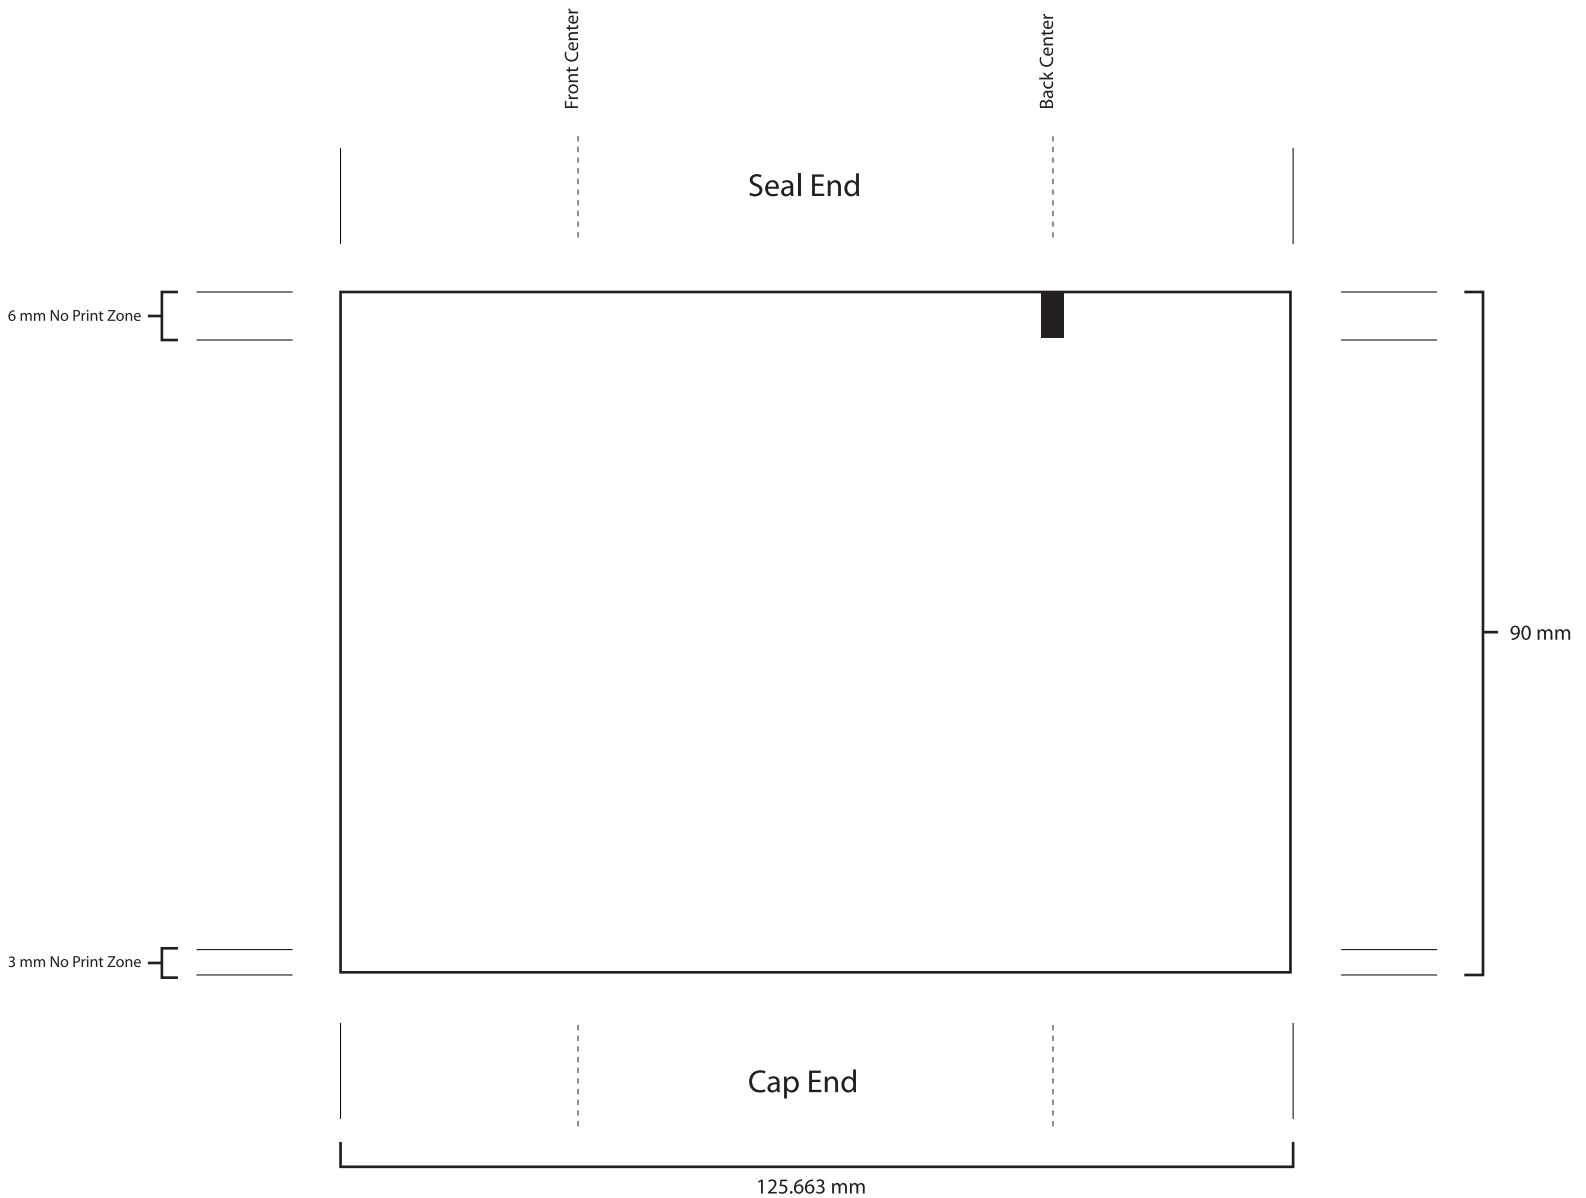 Front Center
Back Center
Seal End
6 mm No Print Zone
90 mm
3 mm No Print Zone
Cap End
125.663 mm